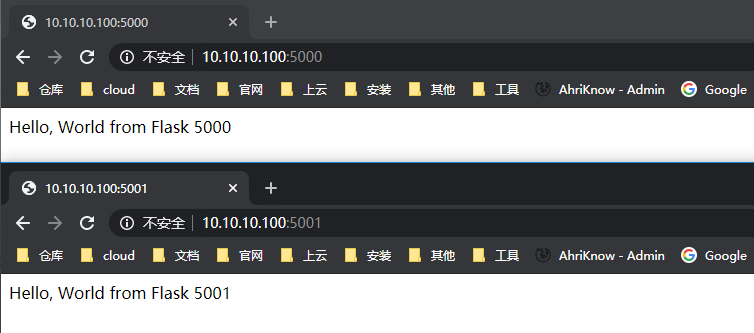 10.10.10.100:5000
不安全 10.10.10.100:5000
仓库 cloud 文档 官网 上云 安装 其他 工具 AhriKnow - Admin Google
Hello, World from Flask 5000
10.10.10.100:5001
不安全 10.10.10.100:5001
仓库 cloud 文档 官网 上云 安装 其他 工具 AhriKnow - Admin Google
Hello, World from Flask 5001